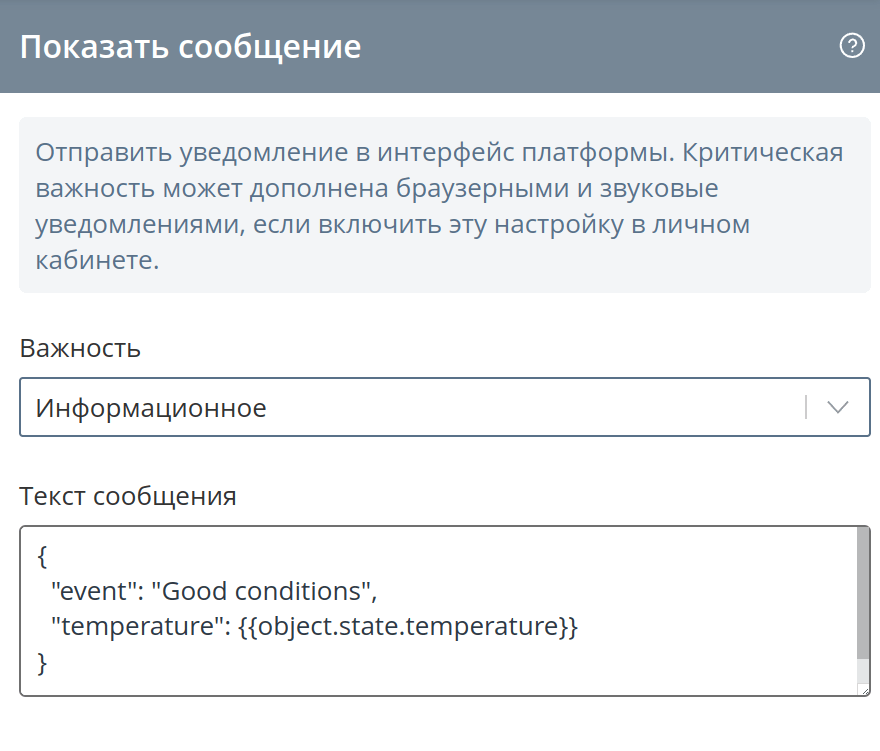 Показать сообщение
Отправить уведомление в интерфейс платформы. Критическая
важность может дополнена браузерными и звуковые
уведомлениями, если включить эту настройку в личном
кабинете.
Важность
Информационное
Текст сообщения
{
"event": "Good conditions",
"temperature": {{object.state.temperature}}
}